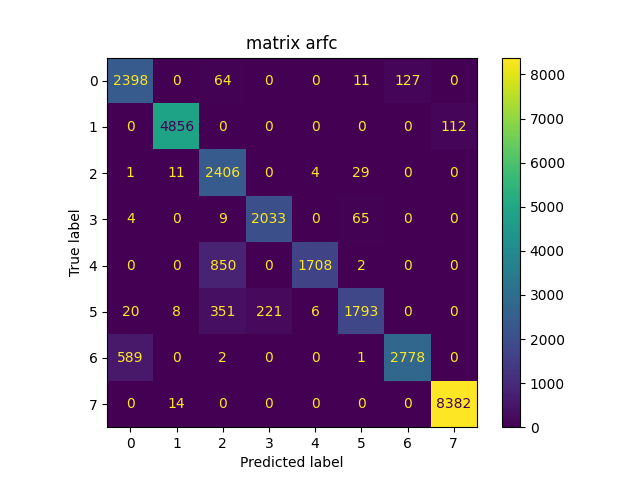 matrix arfc
True label
0 2398 0 64 0 0 11 127 0
1 0 4856 0 0 0 0 0 112
2 1 11 2406 0 4 29 0 0
3 4 0 9 2033 0 65 0 0
4 0 0 850 0 1708 2 0 0
5 20 8 351 221 6 1793 0 0
6 589 0 2 0 0 1 2778 0
7 0 14 0 0 0 0 0 8382
0 1 2 3 4 5 6 7
Predicted label
8000
7000
6000
5000
4000
3000
2000
1000
0